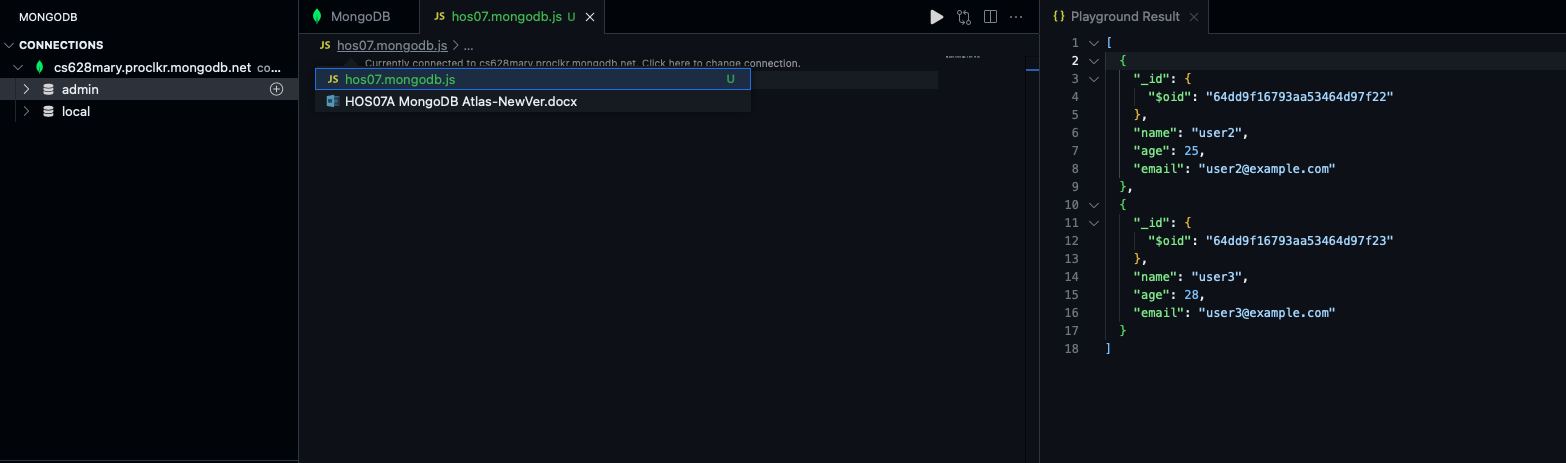 MONGODB
CONNECTIONS
cs628mary.proclkr.mongodb.net co...
admin
local
MongoDB
JS hos07.mongodb.js U
JS hos07.mongodb.js > ...
Currently connected to cs628mary.proclkr.mongodb.net. Click here to change connection.
JS hos07.mongodb.js U
HOS07A MongoDB Atlas-NewVer.docx
{} Playground Result
1 [
2 {
3 "_id": {
4 "$oid": "64dd9f16793aa53464d97f22"
5 },
6 "name": "user2",
7 "age": 25,
8 "email": "user2@example.com"
9 },
10 {
11 "_id": {
12 "$oid": "64dd9f16793aa53464d97f23"
13 },
14 "name": "user3",
15 "age": 28,
16 "email": "user3@example.com"
17 }
18 ]